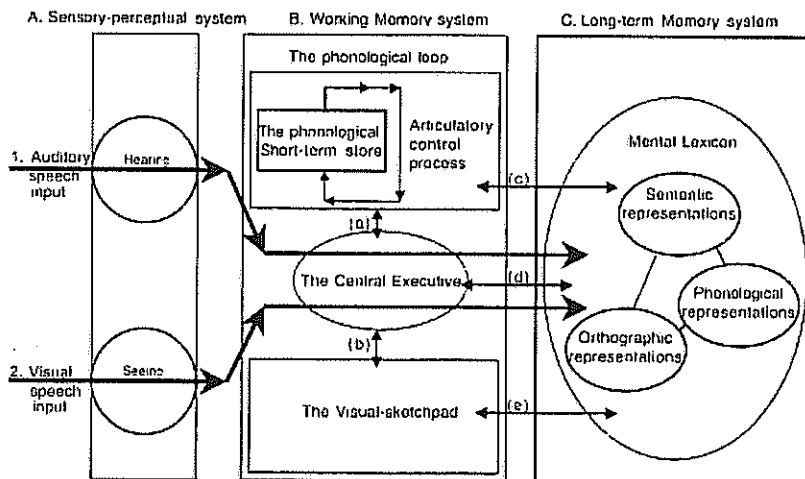 A. Sensory-perceptual system
B. Working Memory system
C. Long-term Memory system
The phonological loop
The phonnological
Short-term store
Articulatory
control
process
Mental Lexicon
1. Auditory
speech
input
Hearing
(c)
Semantic
representations
(a)
The Central Executive
(d)
Phonological
representations
Orthographic
representations
(b)
2. Visual
speech
input
Seeing
The Visual-sketchpad
(e)